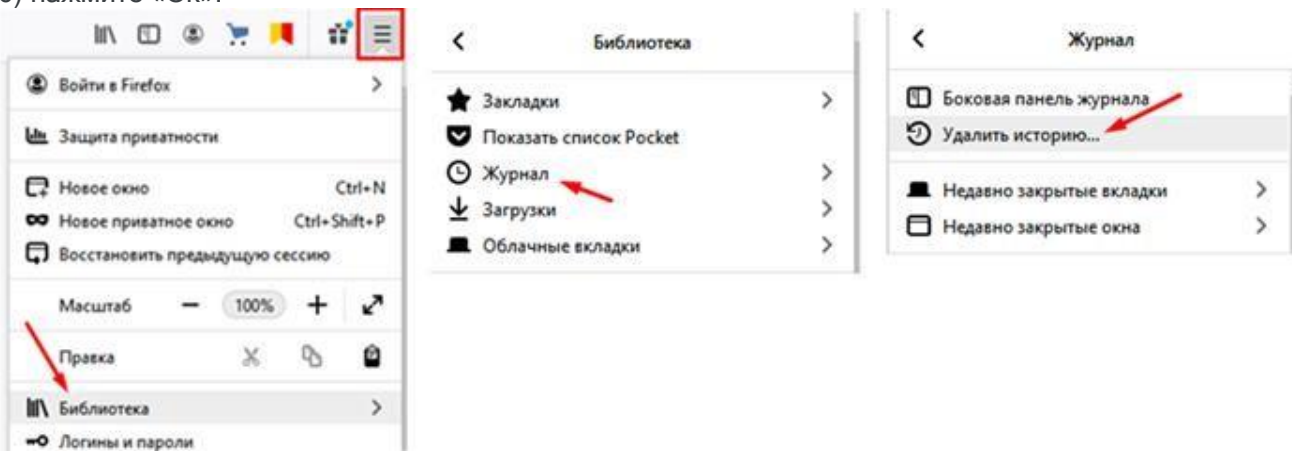 нажмите «Ок».
Войти в Firefox
Защита приватности
Новое окно Ctrl+N
Новое приватное окно Ctrl+Shift+P
Восстановить предыдущую сессию
Масштаб 100%
Правка
Библиотека
Логины и пароли
Библиотека
Закладки
Показать список Pocket
Журнал
Загрузки
Облачные вкладки
Журнал
Боковая панель журнала
Удалить историю...
Недавно закрытые вкладки
Недавно закрытые окна